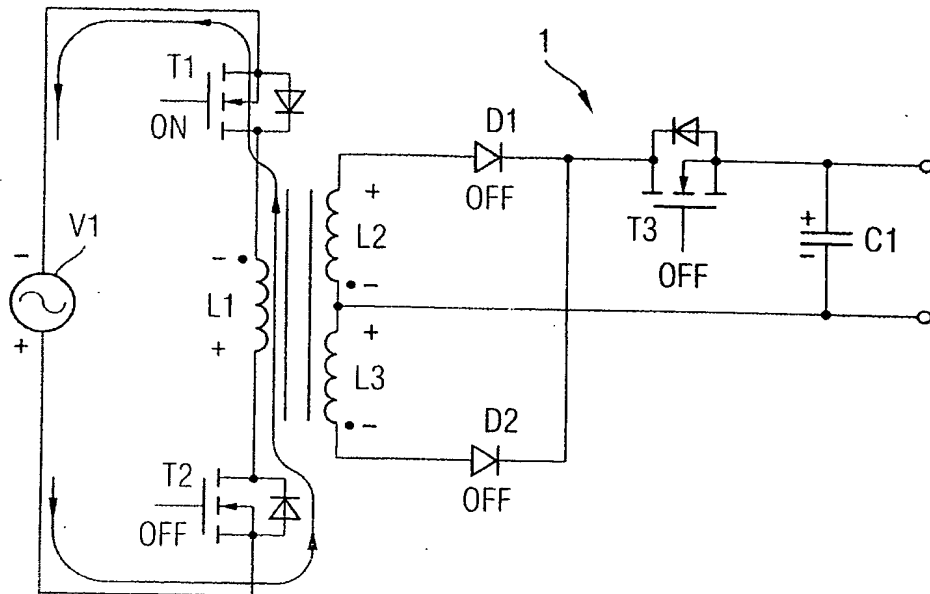 1
T1
ON
D1
OFF
V1
-
+
-
L1
+
+
L2
-
+
L3
-
T3
OFF
+
-
C1
D2
OFF
T2
OFF